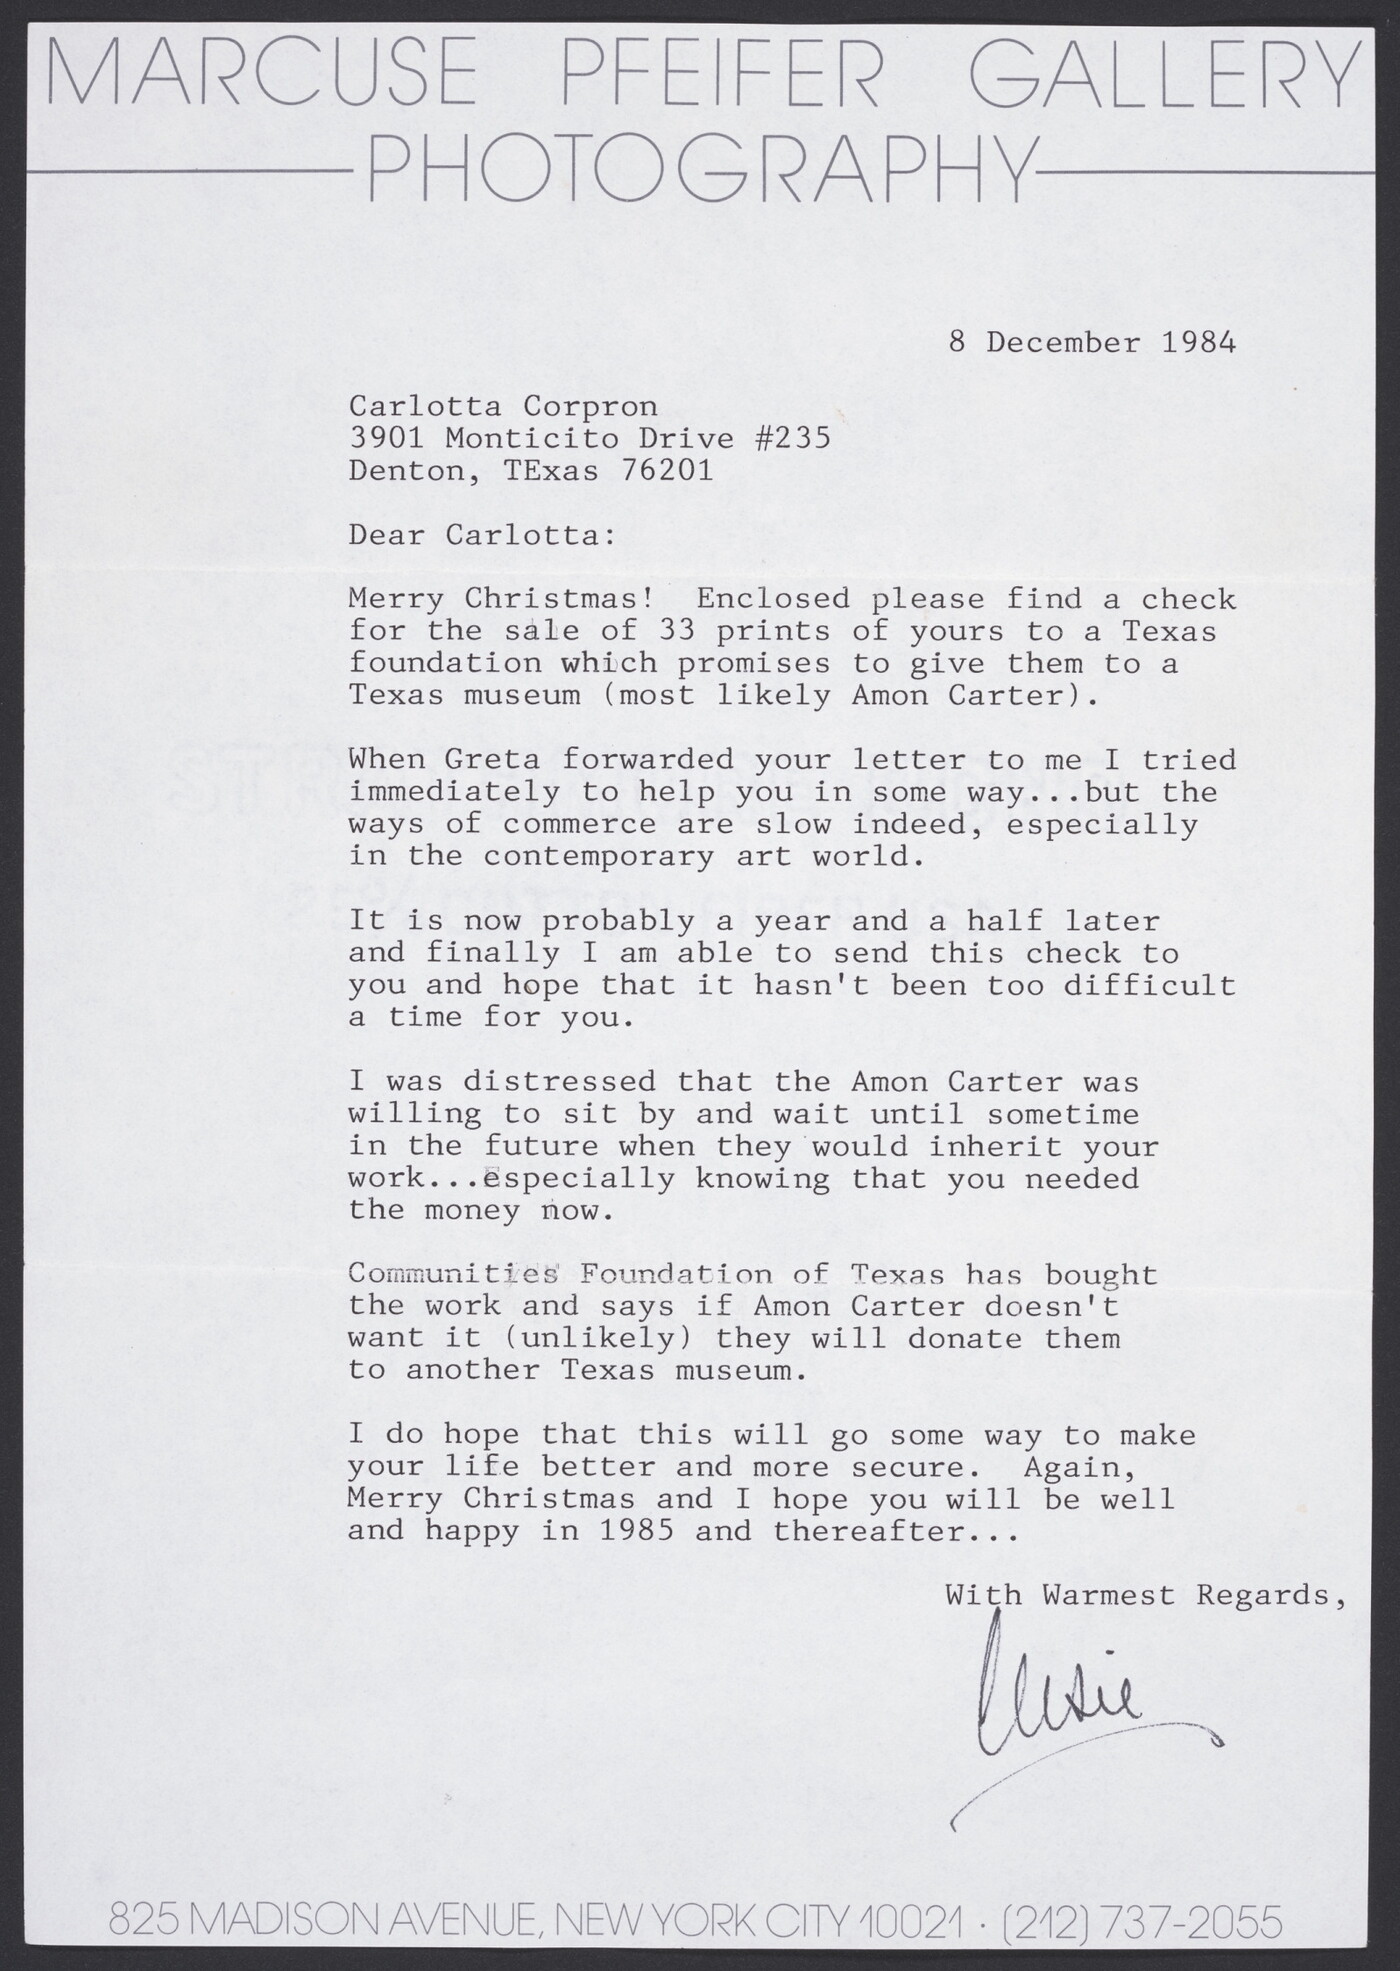 MARCUSE PFEIFER GALLERY
PHOTOGRAPHY
8 December 1984
Carlotta Corpron
3901 Monticito Drive #235
Denton, TExas 76201
Dear Carlotta:
Merry Christmas! Enclosed please find a check
for the sale of 33 prints of yours to a Texas
foundation which promises to give them to a
Texas museum (most likely Amon Carter).
When Greta forwarded your letter to me I tried
immediately to help you in some way...but the
ways of commerce are slow indeed, especially
in the contemporary art world.
It is now probably a year and a half later
and finally I am able to send this check to
you and hope that it hasn't been too difficult
a time for you.
I was distressed that the Amon Carter was
willing to sit by and wait until sometime
in the future when they would inherit your
work...especially knowing that you needed
the money now.
Communities Foundation of Texas has bought
the work and says if Amon Carter doesn't
want it (unlikely) they will donate them
to another Texas museum.
I do hope that this will go some way to make
your life better and more secure. Again,
Merry Christmas and I hope you will be well
and happy in 1985 and thereafter...
With Warmest Regards,
825 MADISON AVENUE, NEW YORK CITY 10021 · (212) 737-2055